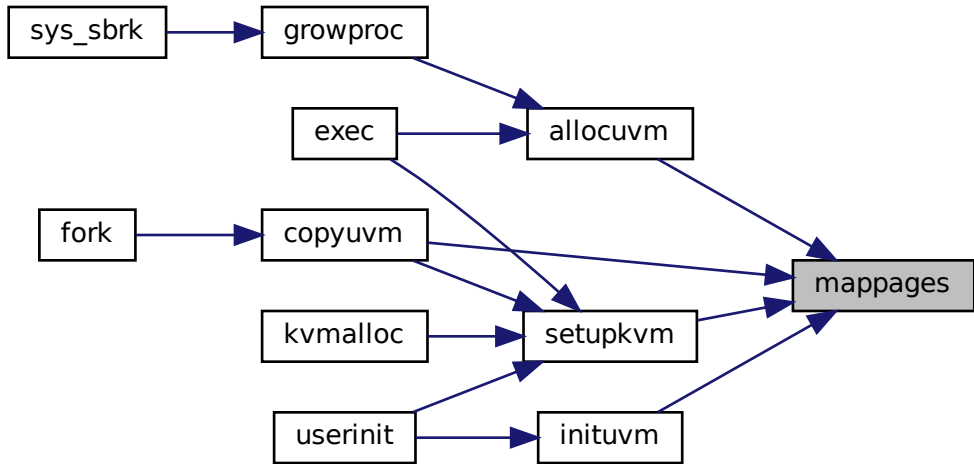 sys_sbrk
growproc
exec
allocuvm
fork
copyuvm
mappages
kvmalloc
setupkvm
userinit
inituvm